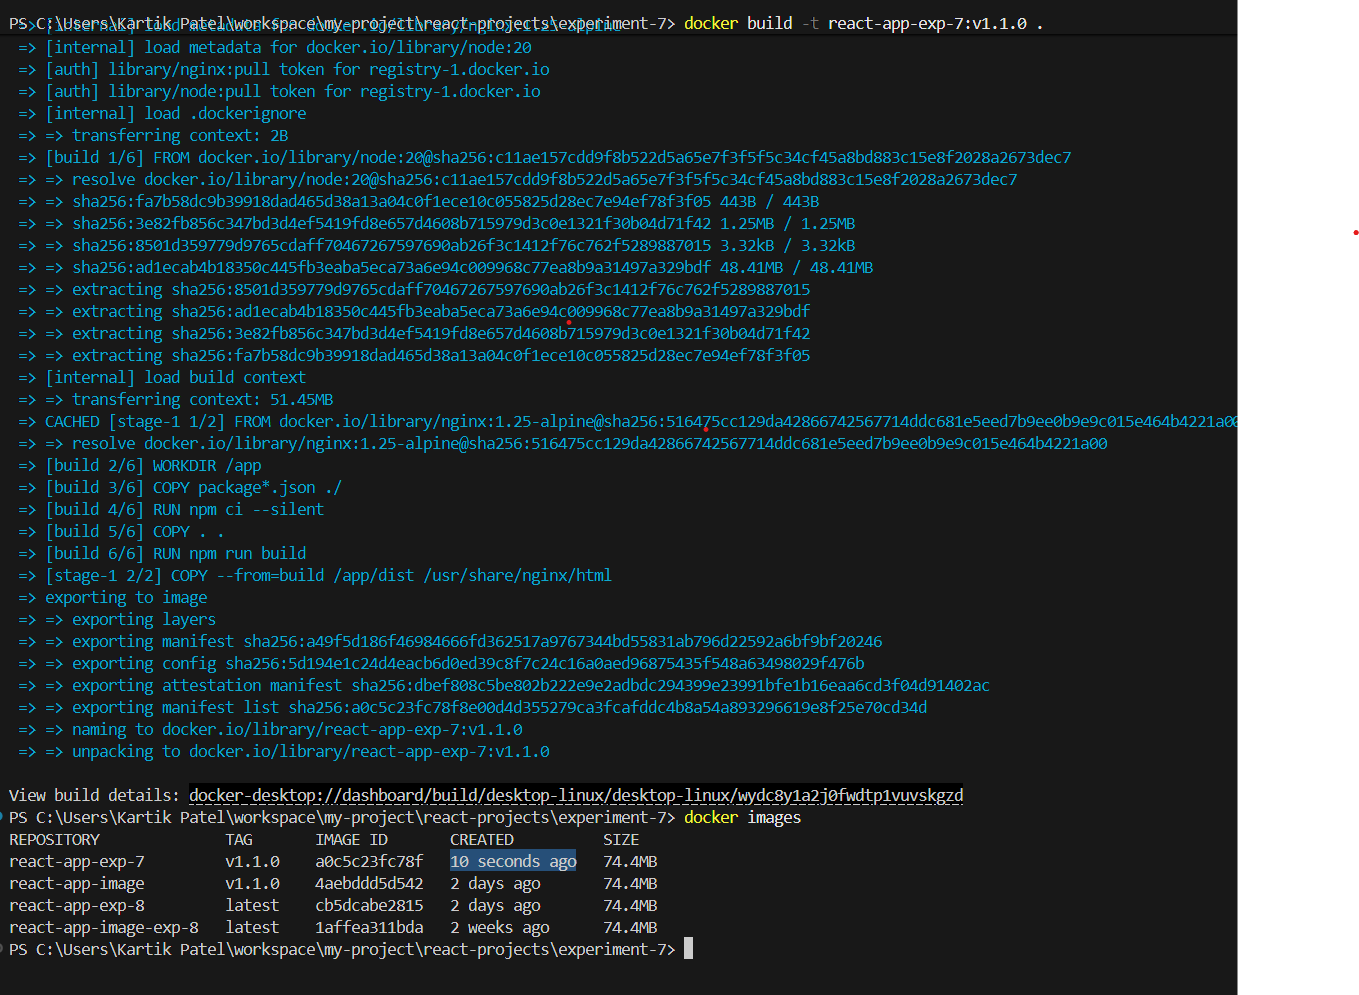 PS C:\Users\Kartik Patel\workspace\my-project\react-projects\experiment-7> docker build -t react-app-exp-7:v1.1.0 .
=> [internal] load metadata for docker.io/library/nginx:1.25-alpine
=> [internal] load metadata for docker.io/library/node:20
=> [auth] library/nginx:pull token for registry-1.docker.io
=> [auth] library/node:pull token for registry-1.docker.io
=> [internal] load .dockerignore
=> => transferring context: 2B
=> [build 1/6] FROM docker.io/library/node:20@sha256:c11ae157cdd9f8b522d5a65e7f3f5f5c34cf45a8bd883c15e8f2028a2673dec7
=> => resolve docker.io/library/node:20@sha256:c11ae157cdd9f8b522d5a65e7f3f5f5c34cf45a8bd883c15e8f2028a2673dec7
=> => sha256:fa7b58dc9b39918dad465d38a13a04c0f1ece10c055825d28ec7e94ef78f3f05 443B / 443B
=> => sha256:3e82fb856c347bd3d4ef5419fd8e657d4608b715979d3c0e1321f30b04d71f42 1.25MB / 1.25MB
=> => sha256:8501d359779d9765cdaff70467267597690ab26f3c1412f76c762f5289887015 3.32kB / 3.32kB
=> => sha256:ad1ecab4b18350c445fb3eaba5eca73a6e94c009968c77ea8b9a31497a329bdf 48.41MB / 48.41MB
=> => extracting sha256:8501d359779d9765cdaff70467267597690ab26f3c1412f76c762f5289887015
=> => extracting sha256:ad1ecab4b18350c445fb3eaba5eca73a6e94c009968c77ea8b9a31497a329bdf
=> => extracting sha256:3e82fb856c347bd3d4ef5419fd8e657d4608b715979d3c0e1321f30b04d71f42
=> => extracting sha256:fa7b58dc9b39918dad465d38a13a04c0f1ece10c055825d28ec7e94ef78f3f05
=> [internal] load build context
=> => transferring context: 51.45MB
=> CACHED [stage-1 1/2] FROM docker.io/library/nginx:1.25-alpine@sha256:516475cc129da42866742567714ddc681e5eed7b9ee0b9e9c015e464b4221a00
=> => resolve docker.io/library/nginx:1.25-alpine@sha256:516475cc129da42866742567714ddc681e5eed7b9ee0b9e9c015e464b4221a00
=> [build 2/6] WORKDIR /app
=> [build 3/6] COPY package*.json ./
=> [build 4/6] RUN npm ci --silent
=> [build 5/6] COPY . .
=> [build 6/6] RUN npm run build
=> [stage-1 2/2] COPY --from=build /app/dist /usr/share/nginx/html
=> exporting to image
=> => exporting layers
=> => exporting manifest sha256:a49f5d186f46984666fd362517a9767344bd55831ab796d22592a6bf9bf20246
=> => exporting config sha256:5d194e1c24d4eacb6d0ed39c8f7c24c16a0aed96875435f548a63498029f476b
=> => exporting attestation manifest sha256:dbef808c5be802b222e9e2adbdc294399e23991bfe1b16eaa6cd3f04d91402ac
=> => exporting manifest list sha256:a0c5c23fc78f8e00d4d355279ca3fcafddc4b8a54a893296619e8f25e70cd34d
=> => naming to docker.io/library/react-app-exp-7:v1.1.0
=> => unpacking to docker.io/library/react-app-exp-7:v1.1.0
View build details: docker-desktop://dashboard/build/desktop-linux/desktop-linux/wydc8y1a2j0fwdtp1vuvskgzd
PS C:\Users\Kartik Patel\workspace\my-project\react-projects\experiment-7> docker images
REPOSITORY TAG IMAGE ID CREATED SIZE
react-app-exp-7 v1.1.0 a0c5c23fc78f 10 seconds ago 74.4MB
react-app-image v1.1.0 4aebddd5d542 2 days ago 74.4MB
react-app-exp-8 latest cb5dcabe2815 2 days ago 74.4MB
react-app-image-exp-8 latest 1affea311bda 2 weeks ago 74.4MB
PS C:\Users\Kartik Patel\workspace\my-project\react-projects\experiment-7>